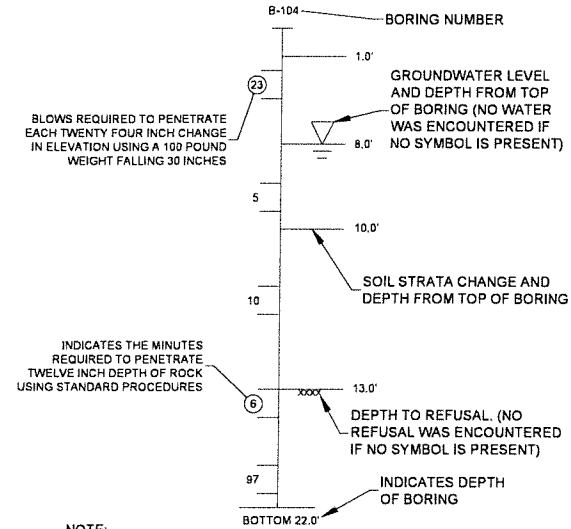 B-104
BORING NUMBER
1.0'
23
GROUNDWATER LEVEL
AND DEPTH FROM TOP
OF BORING (NO WATER
WAS ENCOUNTERED IF
NO SYMBOL IS PRESENT)
BLOWS REQUIRED TO PENETRATE
EACH TWENTY FOUR INCH CHANGE
IN ELEVATION USING A 100 POUND
WEIGHT FALLING 30 INCHES
8.0'
5
10.0'
SOIL STRATA CHANGE AND
DEPTH FROM TOP OF BORING
10
INDICATES THE MINUTES
REQUIRED TO PENETRATE
TWELVE INCH DEPTH OF ROCK
USING STANDARD PROCEDURES
13.0'
6
DEPTH TO REFUSAL. (NO
REFUSAL WAS ENCOUNTERED
IF NO SYMBOL IS PRESENT)
97
INDICATES DEPTH
OF BORING
BOTTOM 22.0'
NOTE: